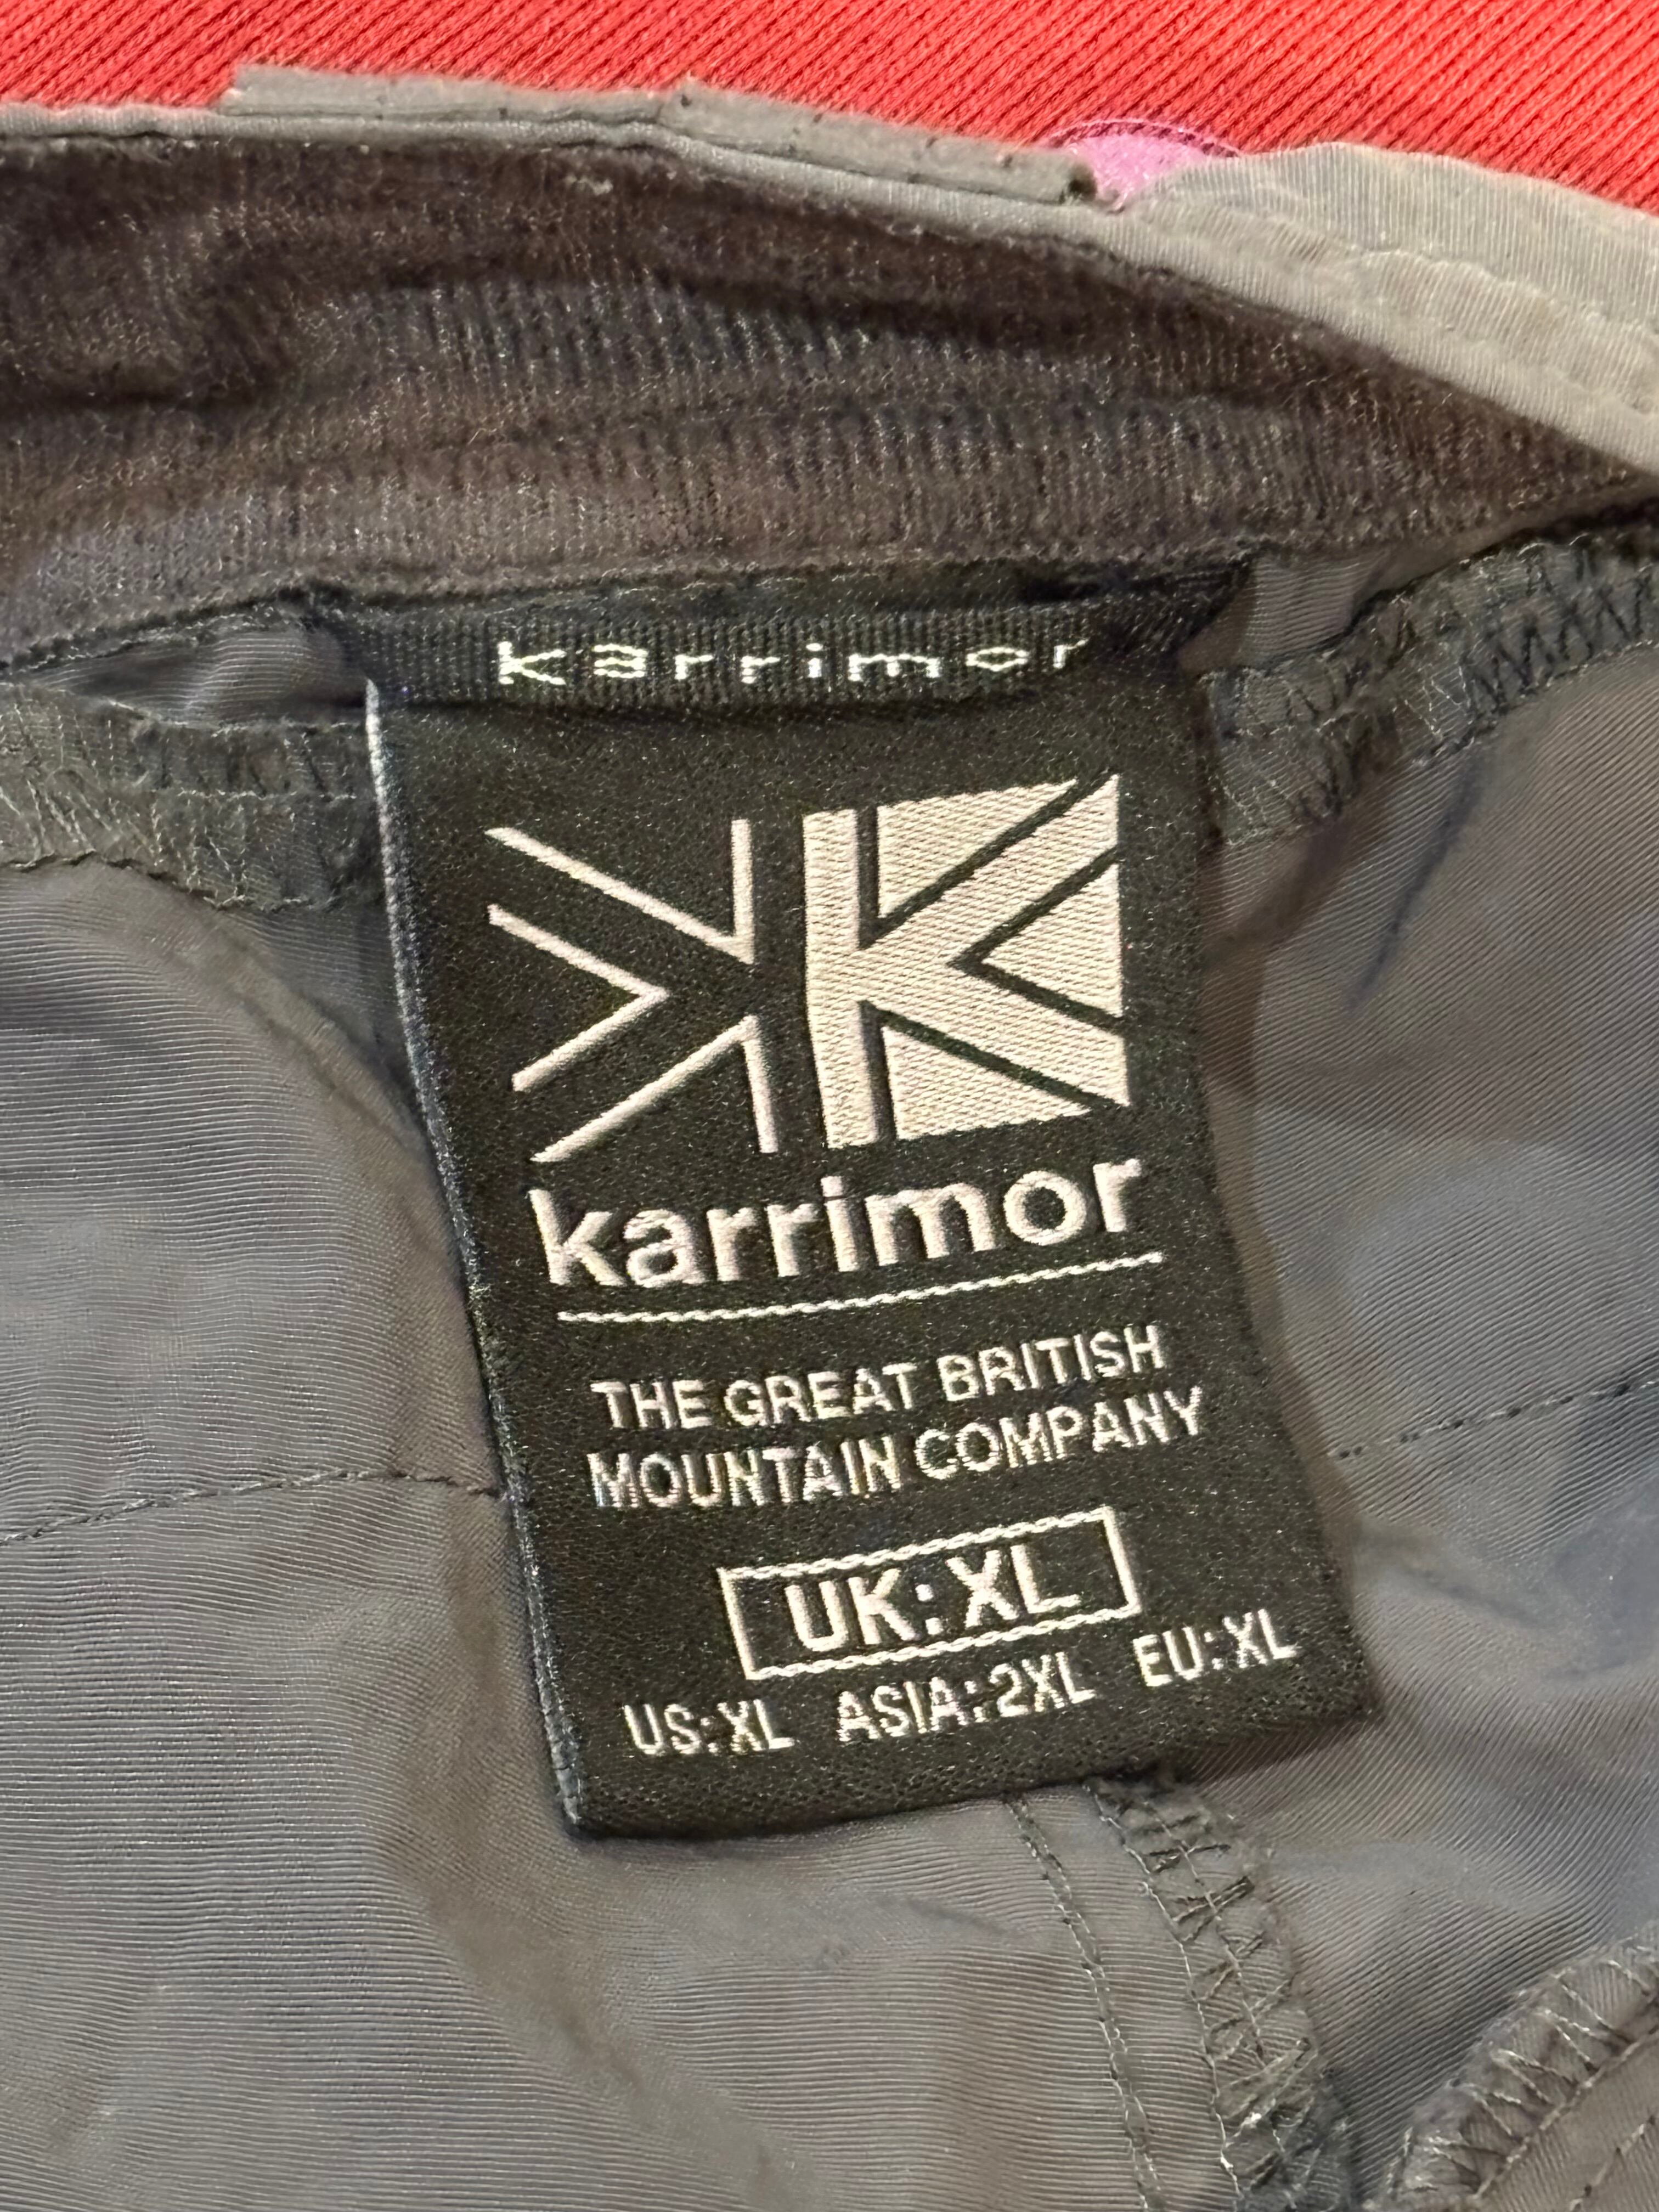 karrimor
karrimor
THE GREAT BRITISH
MOUNTAIN COMPANY
UK: XL
US: XL ASIA: 2XL EU: XL